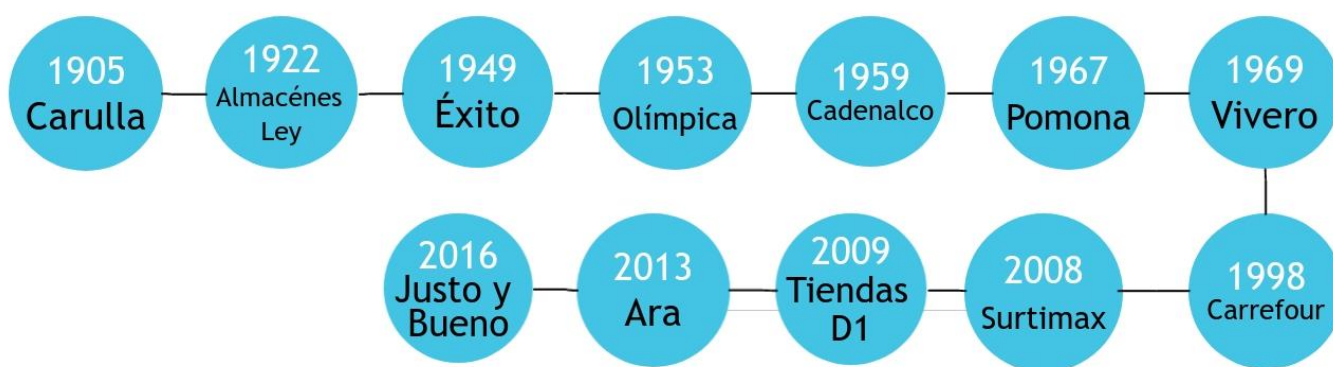 1905
Carulla
1922
Almacénes
Ley
1949
Éxito
1953
Olímpica
1959
Cadenalco
1967
Pomona
1969
Vivero
1998
Carrefour
2008
Surtimax
2009
Tiendas
D1
2013
Ara
2016
Justo y
Bueno